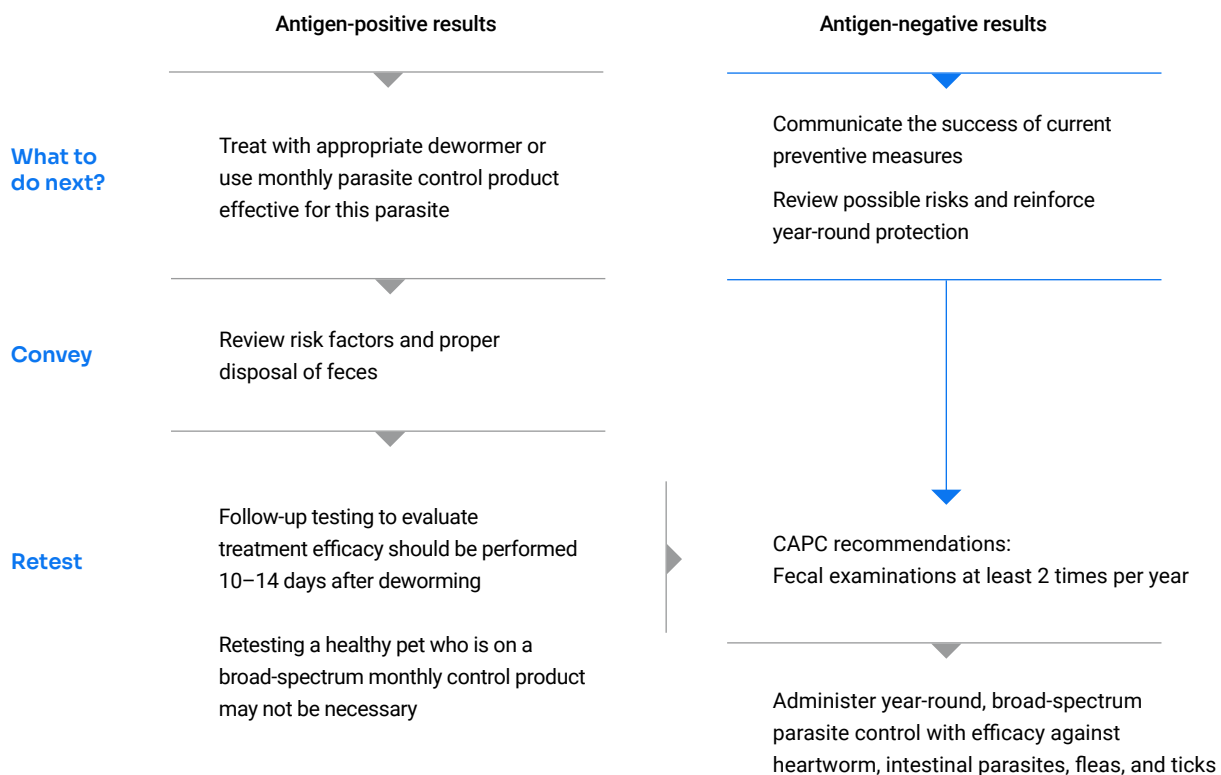 Antigen-positive results
Antigen-negative results
What to
do next?
Treat with appropriate dewormer or
use monthly parasite control product
effective for this parasite
Communicate the success of current
preventive measures
Review possible risks and reinforce
year-round protection
Convey
Review risk factors and proper
disposal of feces
Retest
Follow-up testing to evaluate
treatment efficacy should be performed
10–14 days after deworming
Retesting a healthy pet who is on a
broad-spectrum monthly control product
may not be necessary
CAPC recommendations:
Fecal examinations at least 2 times per year
Administer year-round, broad-spectrum
parasite control with efficacy against
heartworm, intestinal parasites, fleas, and ticks